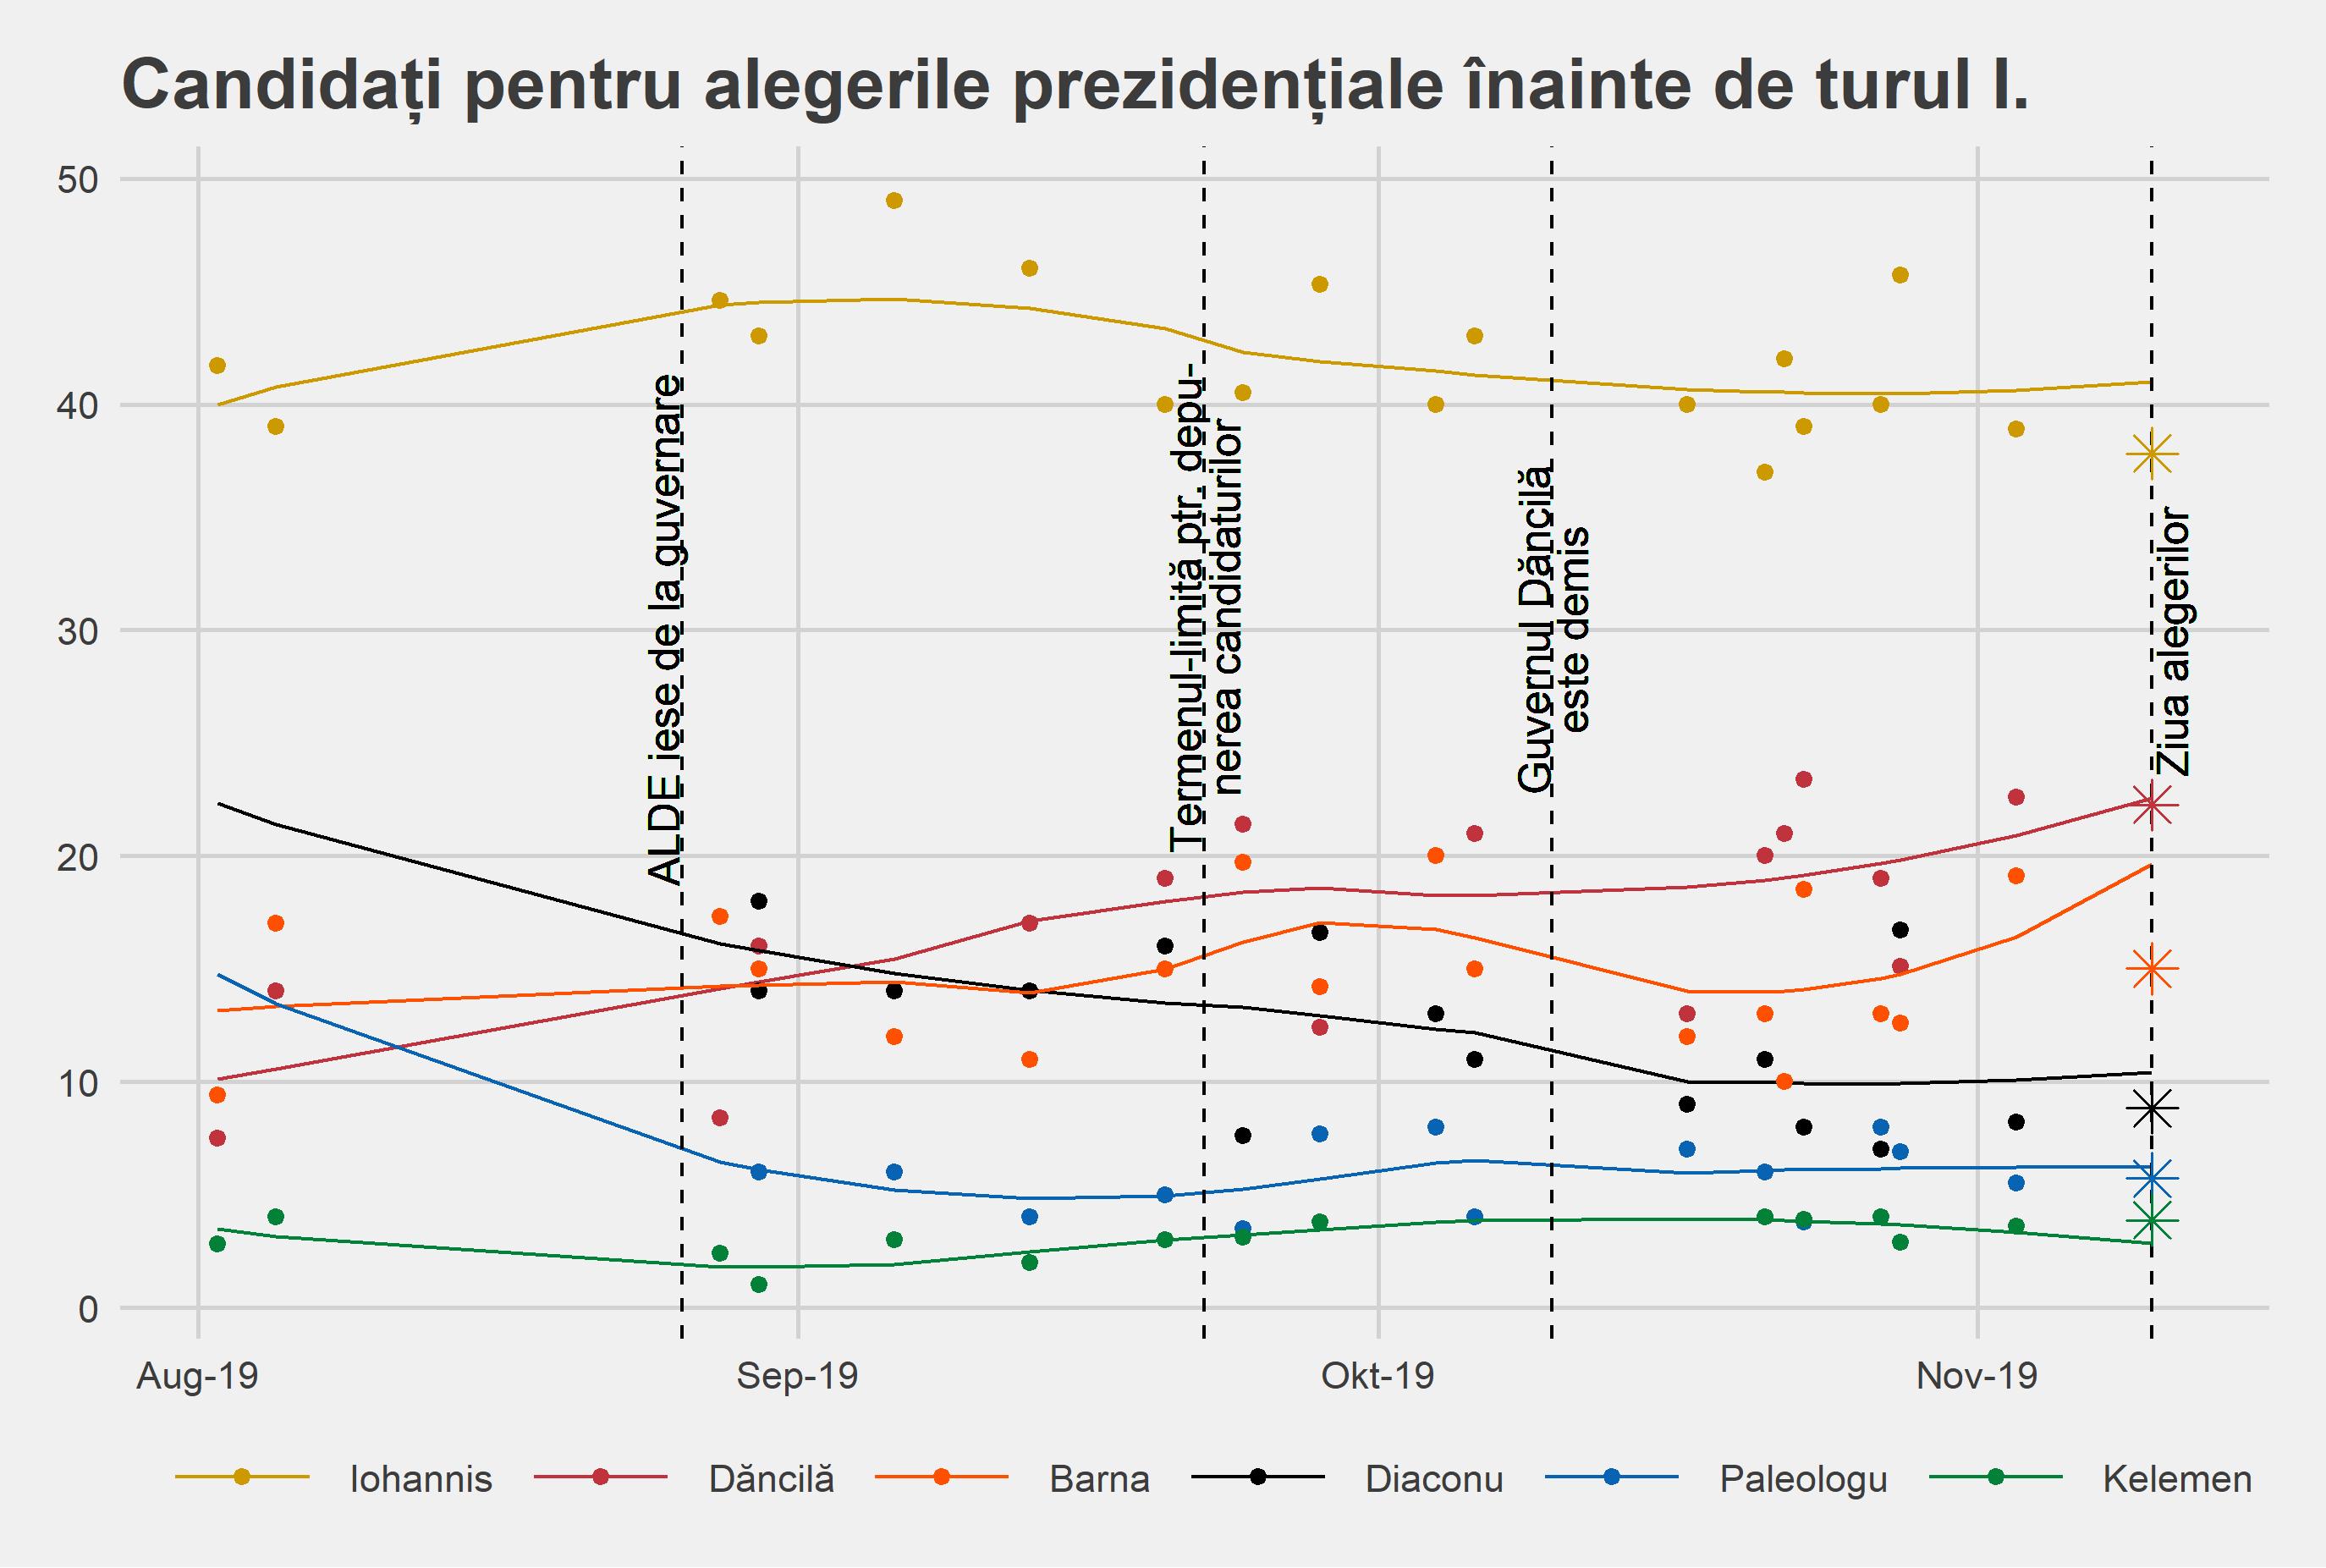 Candidați pentru alegerile prezidențiale înainte de turul I.
50
40
30
20
10
0
ALDE iese de la guvernare
Termenul-limită ptr. depu-
nerea candidaturilor
Guvernul Dăncilă
este demis
Ziua alegerilor
Aug-19
Sep-19
Okt-19
Nov-19
Iohannis
Dăncilă
Barna
Diaconu
Paleologu
Kelemen